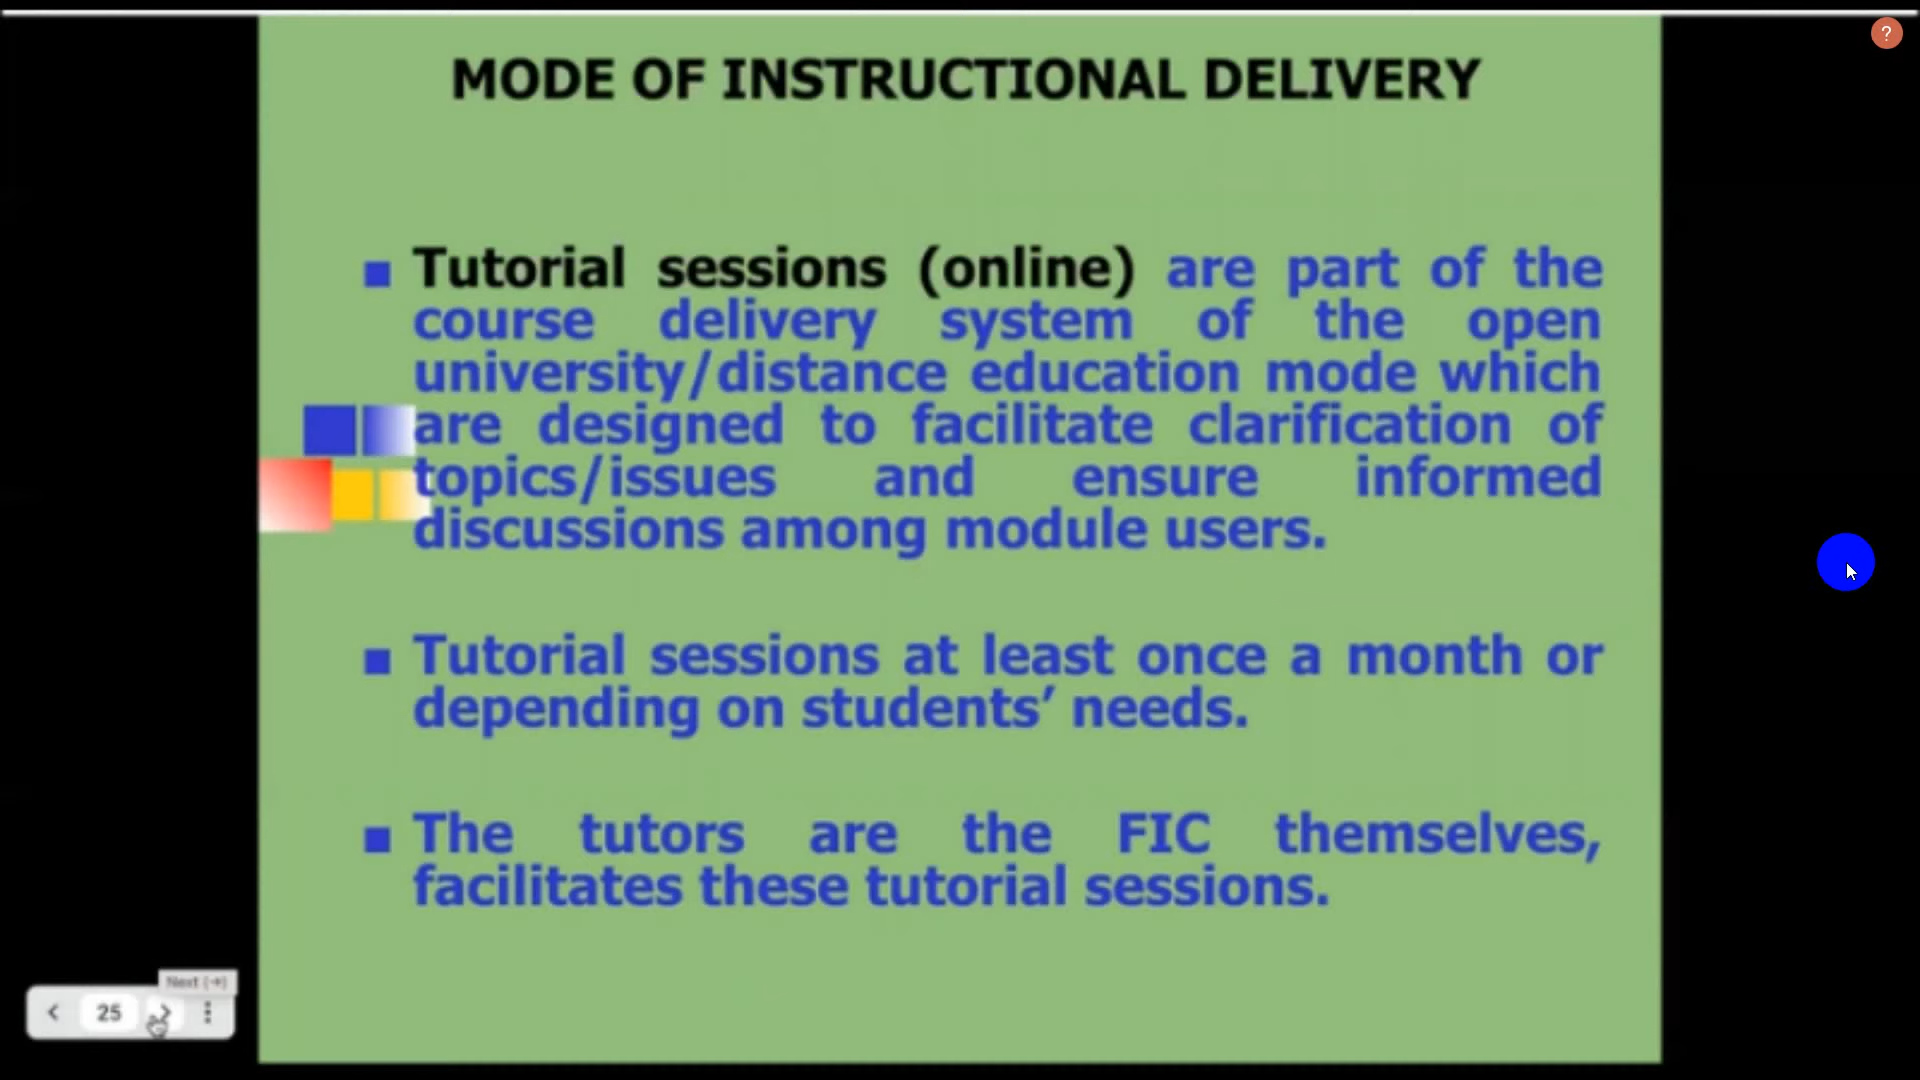 MODE OF INSTRUCTIONAL DELIVERY
?
Tutorial sessions (online) are part of the
course delivery system of the open
university/distance education mode which
are designed to facilitate clarification of
topics/issues and ensure informed
discussions among module users.
Tutorial sessions at least once a month or
depending on students’ needs.
The tutors are the FIC themselves,
facilitates these tutorial sessions.
Next (→)
25